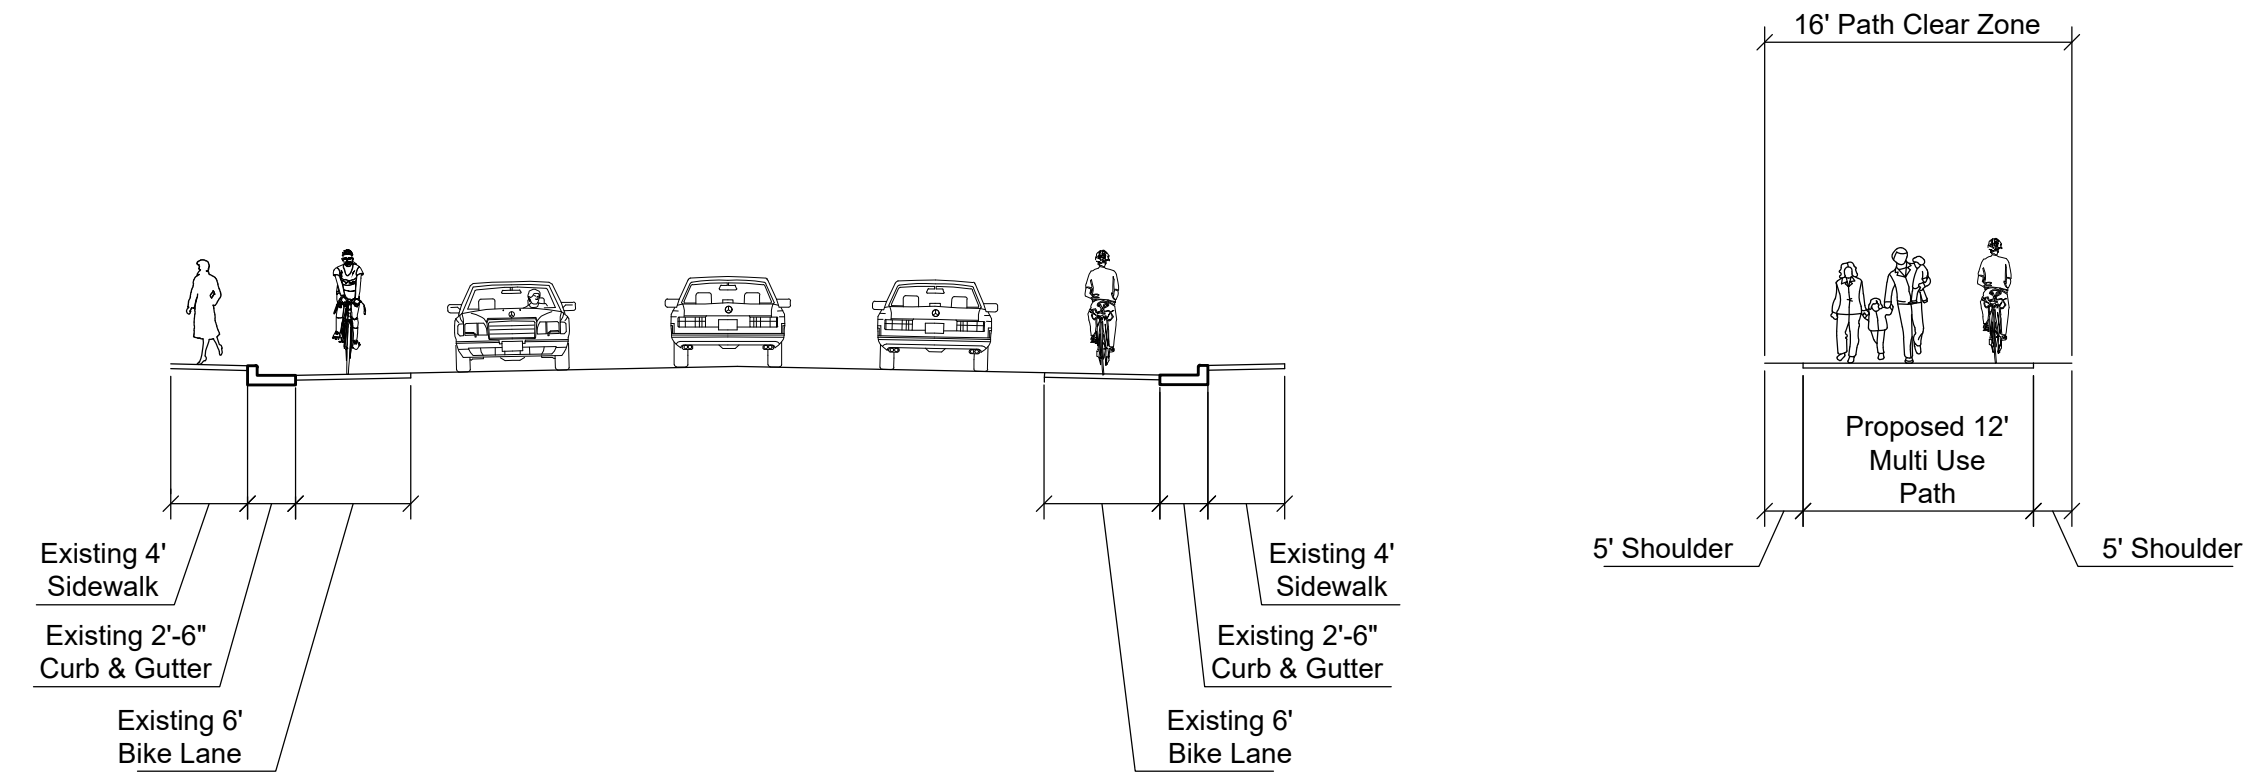 16' Path Clear Zone
Proposed 12'
Multi Use
Path
Existing 4'
Sidewalk
Existing 2'-6"
Curb & Gutter
Existing 6'
Bike Lane
Existing 4'
Sidewalk
Existing 2'-6"
Curb & Gutter
Existing 6'
Bike Lane
5' Shoulder
5' Shoulder